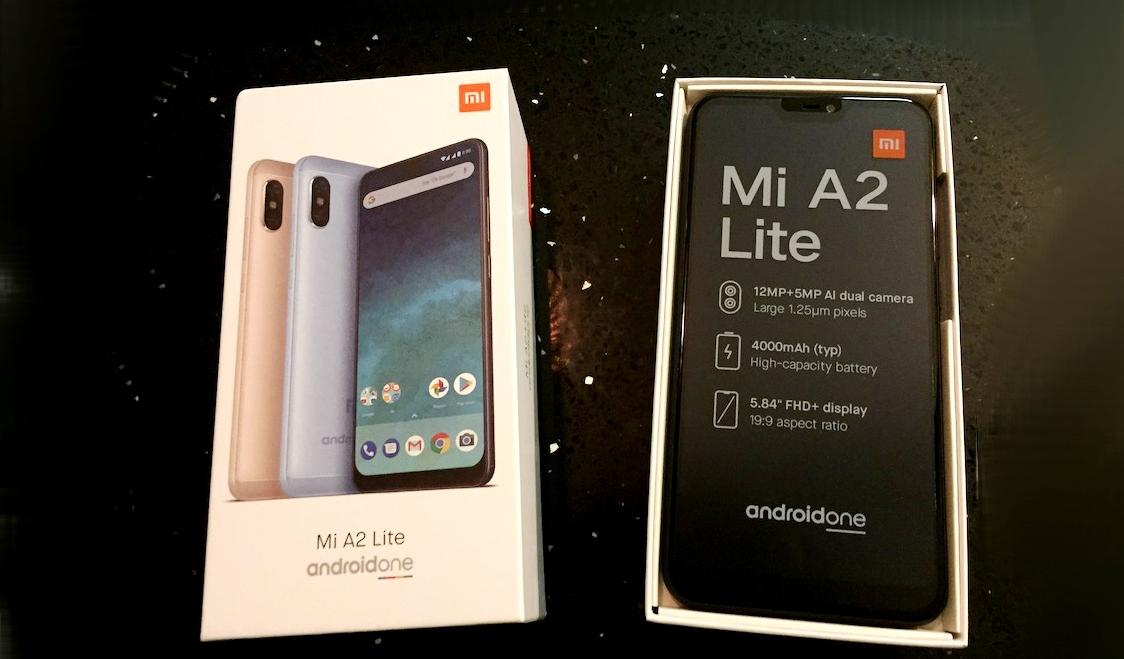 mi
Mi A2 Lite
androidone
mi
Mi A2
Lite
12MP+5MP AI dual camera
Large 1.25μm pixels
4000mAh (typ)
High-capacity battery
5.84" FHD+ display
19:9 aspect ratio
androidone